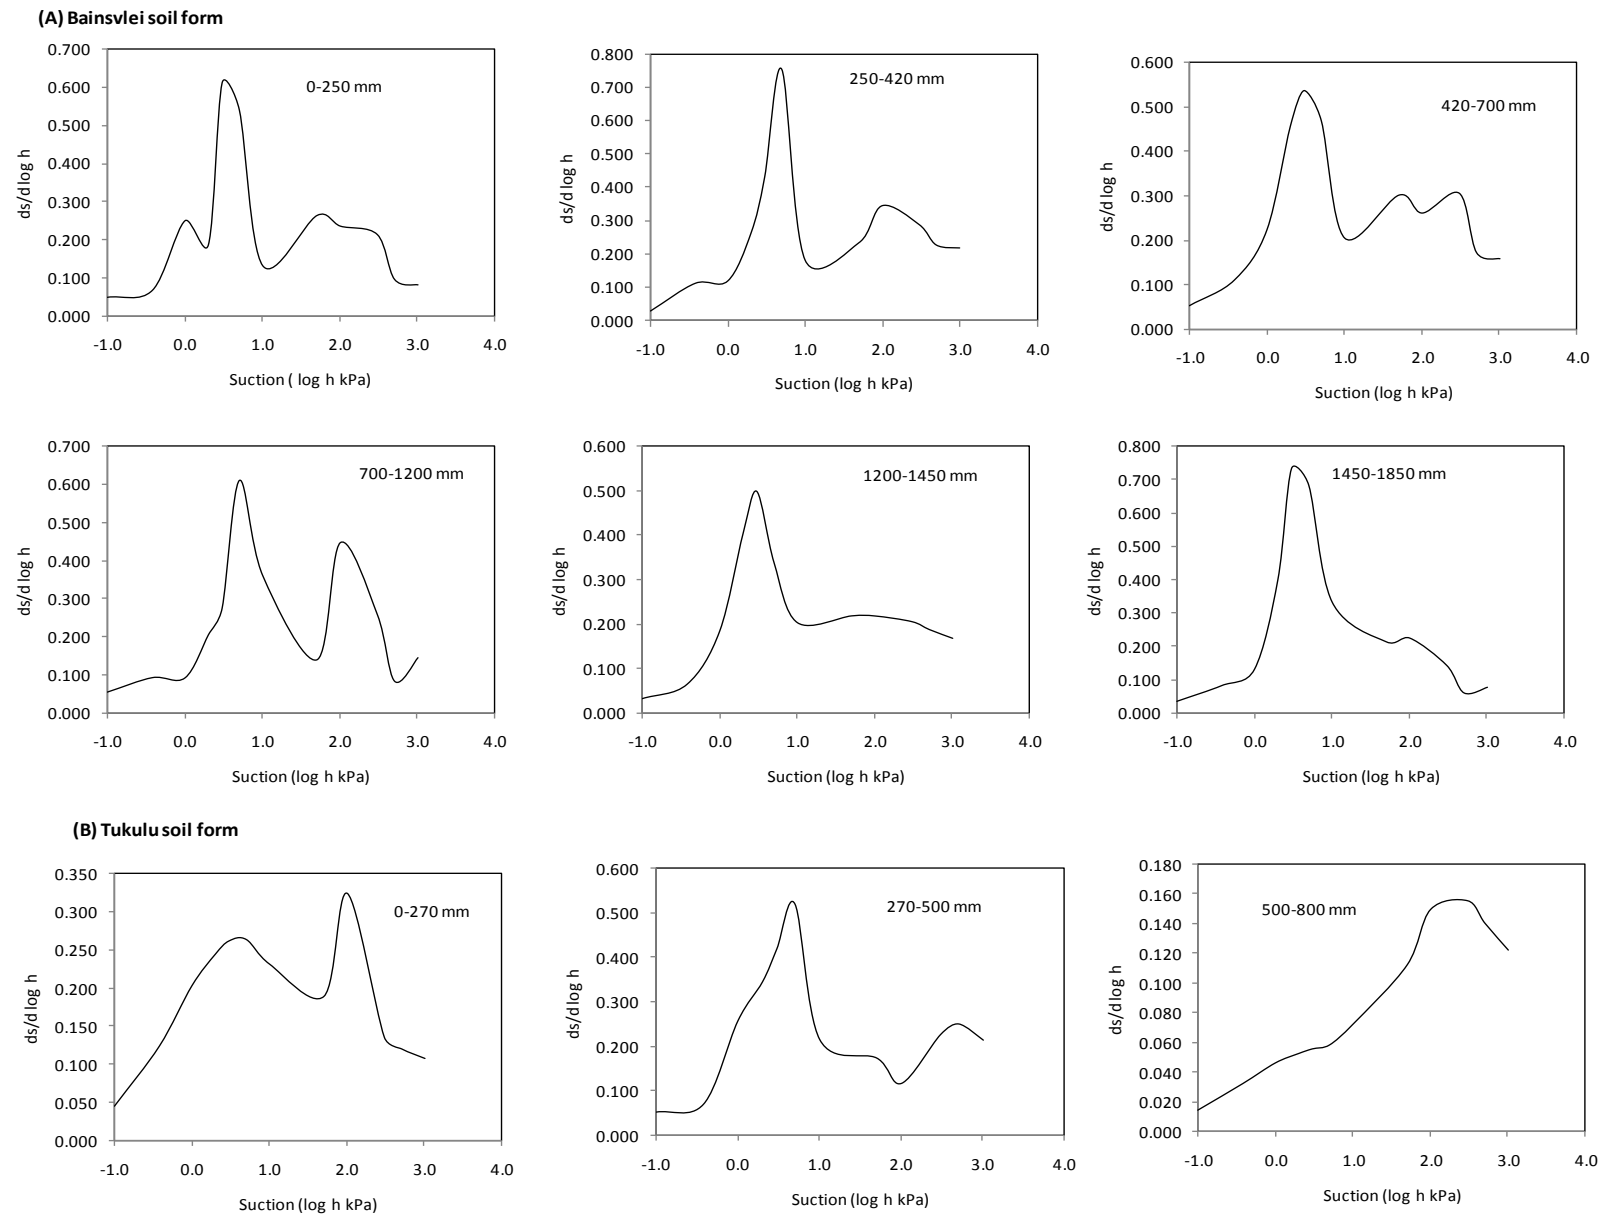 (A) Bainsvlei soil form
0.700
0.600
0.500
0.400
0.300
0.200
0.100
0.000
ds/d log h
0-250 mm
-1.0 0.0 1.0 2.0 3.0 4.0
Suction ( log h kPa)
0.800
0.700
0.600
0.500
0.400
0.300
0.200
0.100
0.000
ds/d log h
250-420 mm
-1.0 0.0 1.0 2.0 3.0 4.0
Suction (log h kPa)
0.600
0.500
0.400
0.300
0.200
0.100
0.000
ds/d log h
420-700 mm
-1.0 0.0 1.0 2.0 3.0 4.0
Suction (log h kPa)
0.700
0.600
0.500
0.400
0.300
0.200
0.100
0.000
ds/d log h
700-1200 mm
-1.0 0.0 1.0 2.0 3.0 4.0
Suction (log h kPa)
0.600
0.500
0.400
0.300
0.200
0.100
0.000
ds/d log h
1200-1450 mm
-1.0 0.0 1.0 2.0 3.0 4.0
Suction (log h kPa)
0.800
0.700
0.600
0.500
0.400
0.300
0.200
0.100
0.000
ds/d log h
1450-1850 mm
-1.0 0.0 1.0 2.0 3.0 4.0
Suction (log h kPa)
(B) Tukulu soil form
0.350
0.300
0.250
0.200
0.150
0.100
0.050
0.000
ds/d log h
0-270 mm
-1.0 0.0 1.0 2.0 3.0 4.0
Suction (log h kPa)
0.600
0.500
0.400
0.300
0.200
0.100
0.000
ds/d log h
270-500 mm
-1.0 0.0 1.0 2.0 3.0 4.0
Suction (log h kPa)
0.180
0.160
0.140
0.120
0.100
0.080
0.060
0.040
0.020
0.000
ds/d log h
500-800 mm
-1.0 0.0 1.0 2.0 3.0 4.0
Suction (log h kPa)